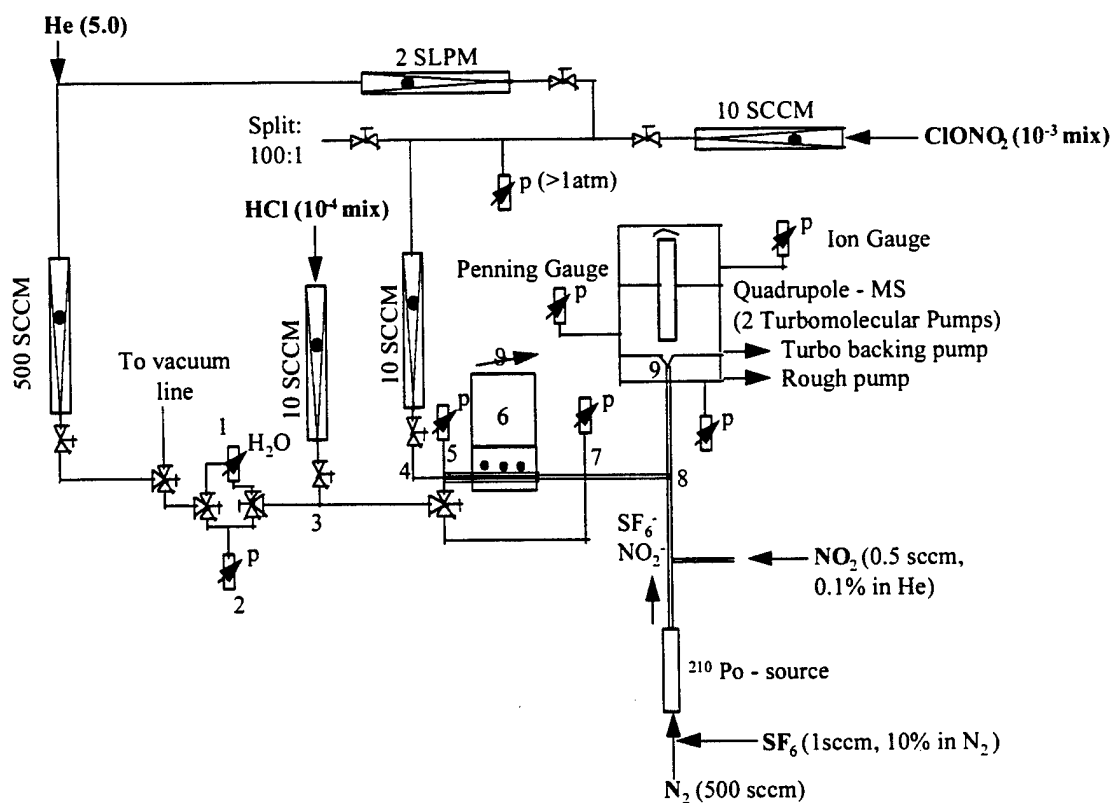 He (5.0)
2 SLPM
10 SCCM
Split:
100:1
ClONO₂ (10⁻³ mix)
p (>1atm)
HCl (10⁻⁴ mix)
p
Ion Gauge
Penning Gauge
p
Quadrupole - MS
(2 Turbomolecular Pumps)
500 SCCM
10 SCCM
10 SCCM
Turbo backing pump
To vacuum
line
9
Rough pump
p
6
p
p
1
H₂O
5
7
4
8
3
SF₆⁻
NO₂⁻
NO₂ (0.5 sccm,
0.1% in He)
p
2
²¹⁰ Po - source
SF₆ (1sccm, 10% in N₂)
N₂ (500 sccm)